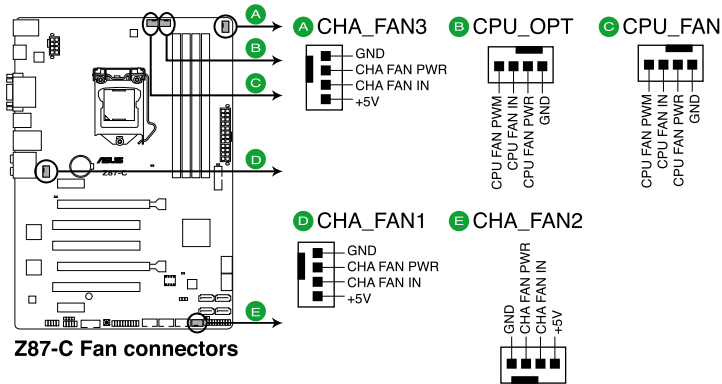 A
B
C
D
E
A CHA_FAN3
GND
CHA FAN PWR
CHA FAN IN
+5V
B CPU_OPT
CPU FAN PWM
CPU FAN IN
CPU FAN PWR
GND
C CPU_FAN
CPU FAN PWM
CPU FAN IN
CPU FAN PWR
GND
D CHA_FAN1
GND
CHA FAN PWR
CHA FAN IN
+5V
E CHA_FAN2
GND
CHA FAN PWR
CHA FAN IN
+5V
ASUS
Z87-C
Z87-C Fan connectors